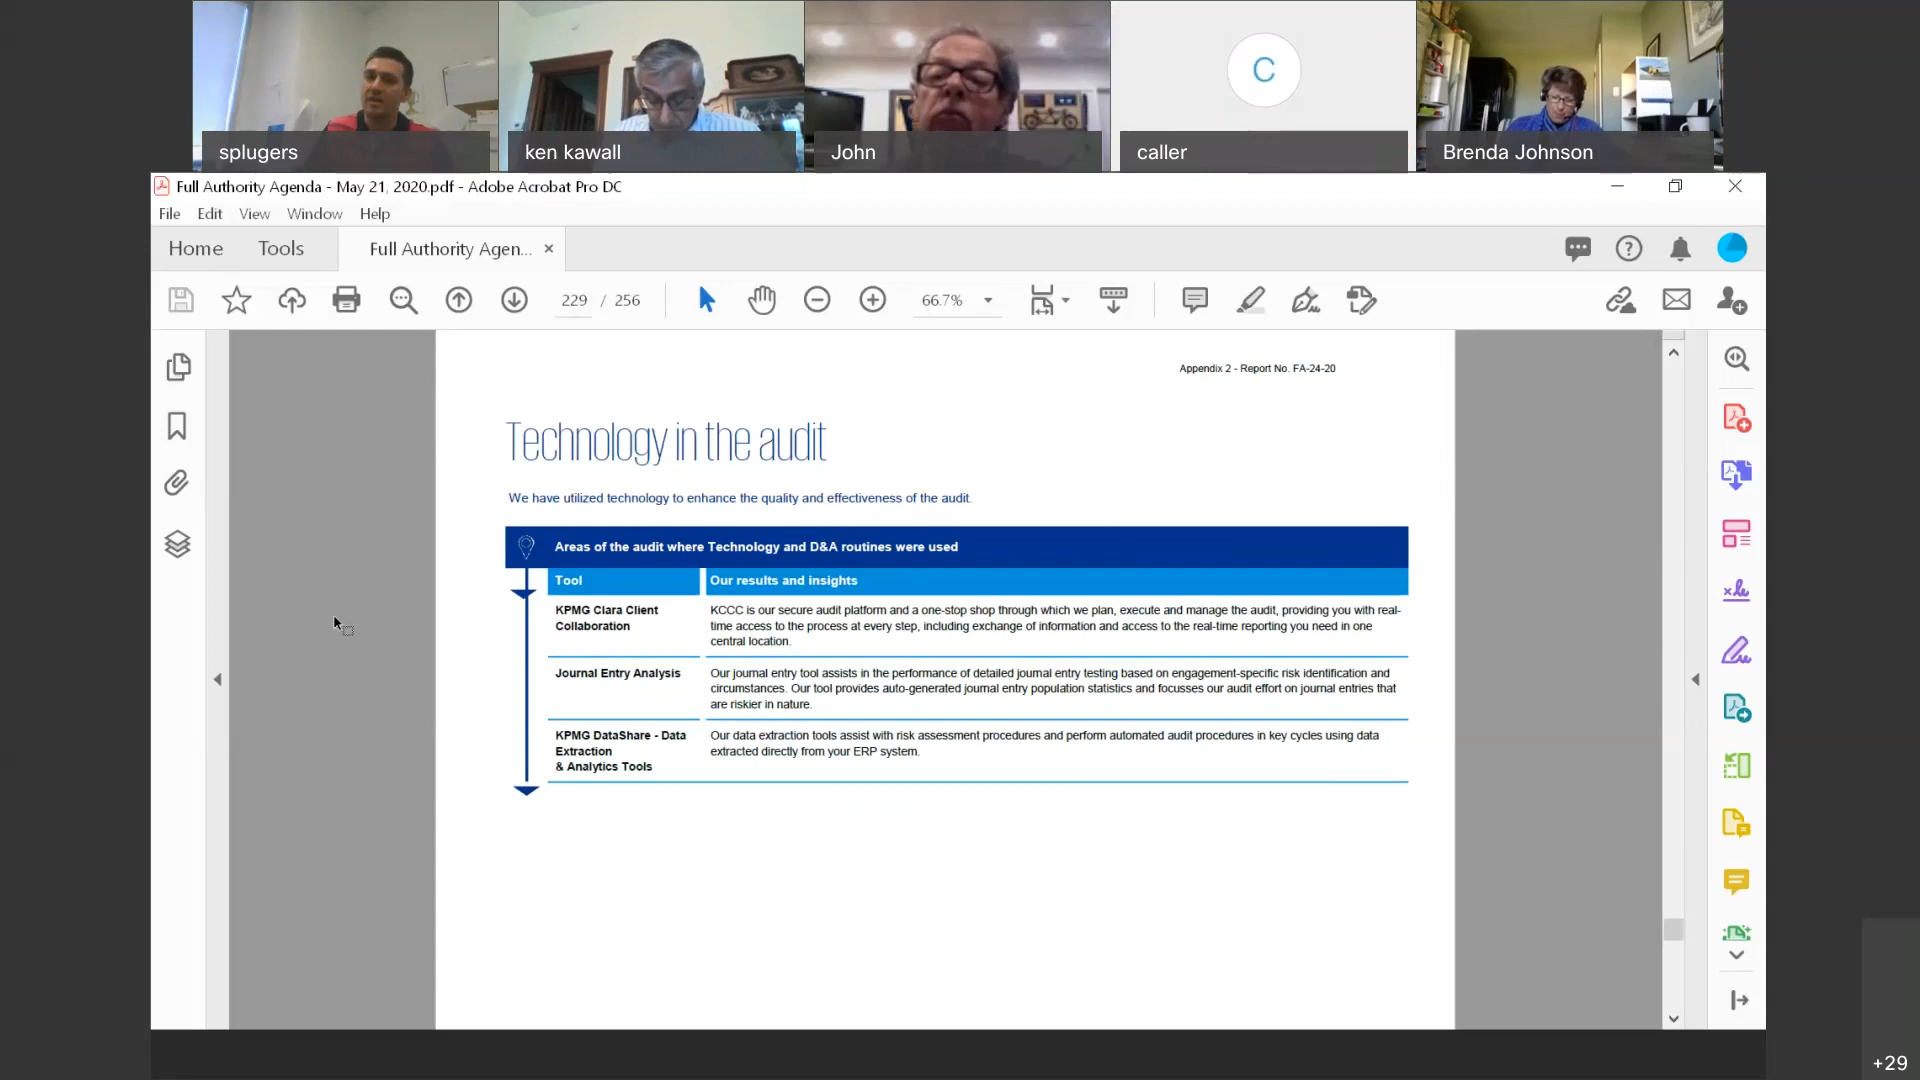 splugers
ken kawall
John
C
caller
Brenda Johnson
Full Authority Agenda - May 21, 2020.pdf - Adobe Acrobat Pro DC
File Edit View Window Help
Home Tools Full Authority Agen... ×
229 / 256 66.7%
Appendix 2 - Report No. FA-24-20
Technology in the audit
We have utilized technology to enhance the quality and effectiveness of the audit.
Areas of the audit where Technology and D&A routines were used
Tool
Our results and insights
KPMG Clara Client
Collaboration
KCCC is our secure audit platform and a one-stop shop through which we plan, execute and manage the audit, providing you with real-
time access to the process at every step, including exchange of information and access to the real-time reporting you need in one
central location.
Journal Entry Analysis
Our journal entry tool assists in the performance of detailed journal entry testing based on engagement-specific risk identification and
circumstances. Our tool provides auto-generated journal entry population statistics and focusses our audit effort on journal entries that
are riskier in nature.
KPMG DataShare - Data
Extraction
& Analytics Tools
Our data extraction tools assist with risk assessment procedures and perform automated audit procedures in key cycles using data
extracted directly from your ERP system.
+29